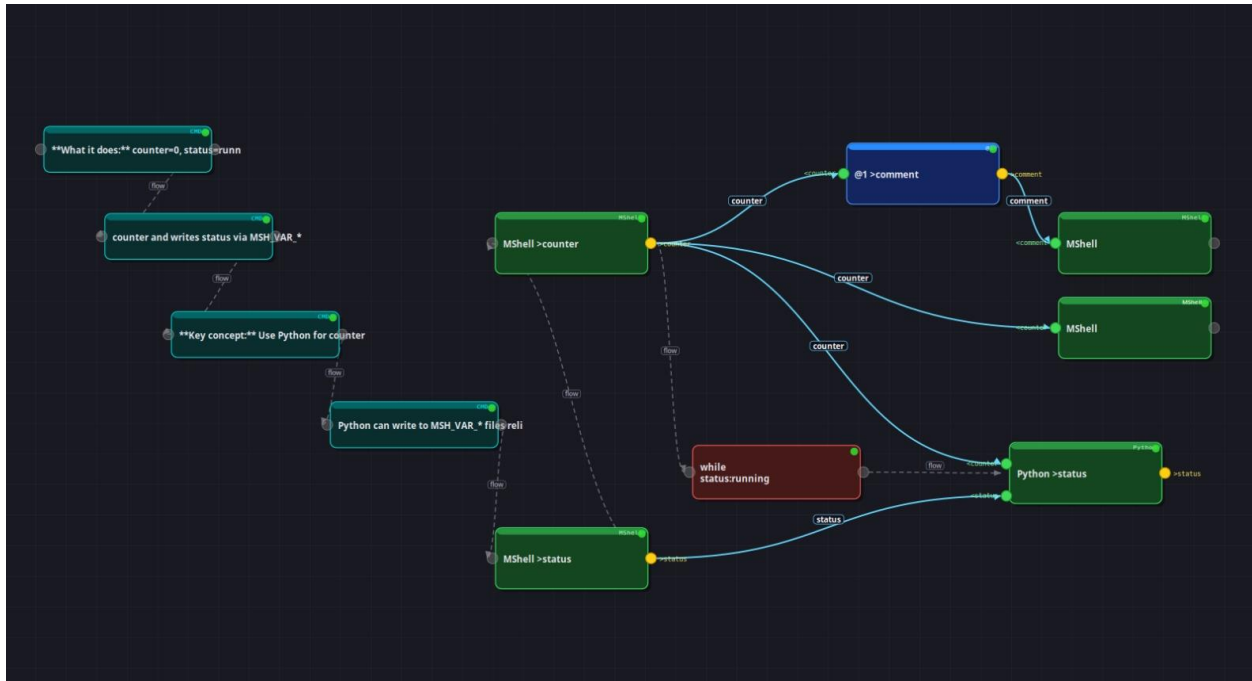 CMD
**What it does:** counter=0, status=runn
flow
CMD
counter and writes status via MSH_VAR_*
flow
CMD
**Key concept:** Use Python for counter
flow
CMD
Python can write to MSH_VAR_* files reli
flow
MShell
MShell >counter
>counter
flow
flow
MShell
MShell >status
>status
counter
<counter
@1 >comment
>comment
comment
MShell
<comment
MShell
counter
MShell
<counter
MShell
counter
while
status:running
flow
status
Python
<counter
<status
Python >status
>status